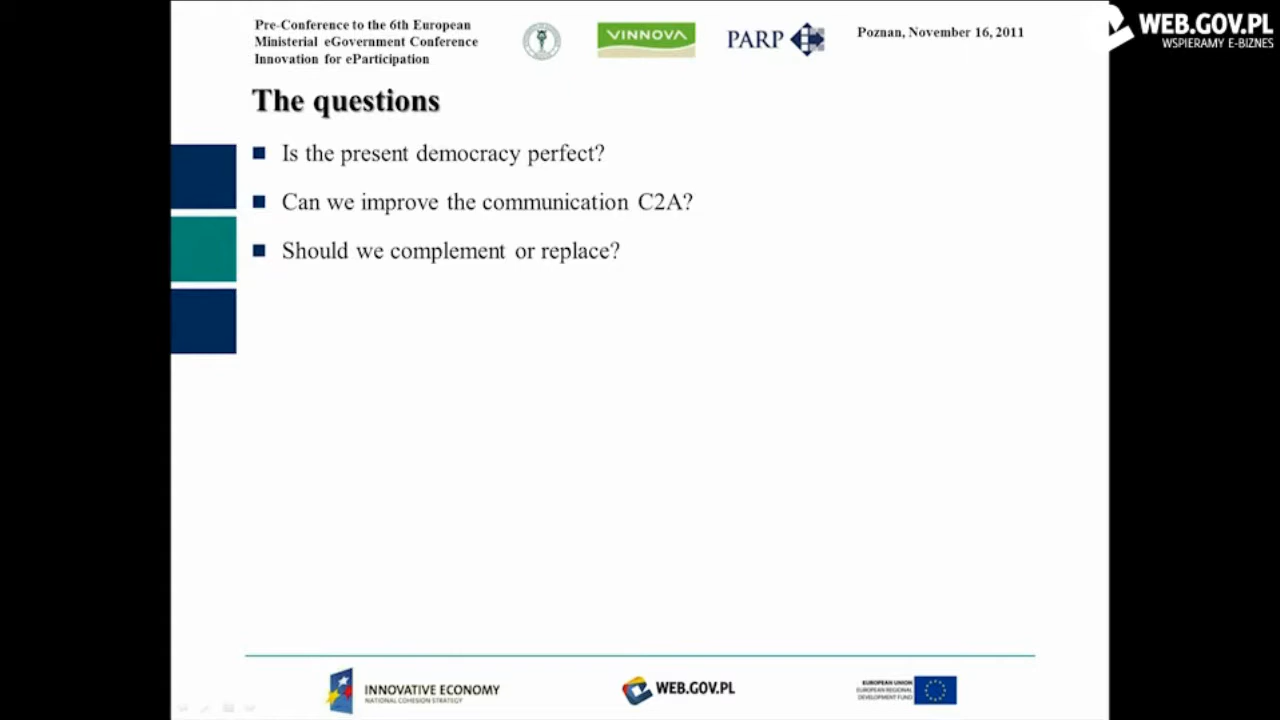 Pre-Conference to the 6th European
Ministerial eGovernment Conference
Innovation for eParticipation
VINNOVA
PARP
Poznan, November 16, 2011
WEB.GOV.PL
WSPIERAMY E-BIZNES
The questions
Is the present democracy perfect?
Can we improve the communication C2A?
Should we complement or replace?
INNOVATIVE ECONOMY
NATIONAL COHESION STRATEGY
WEB.GOV.PL
EUROPEAN UNION
EUROPEAN REGIONAL
DEVELOPMENT FUND